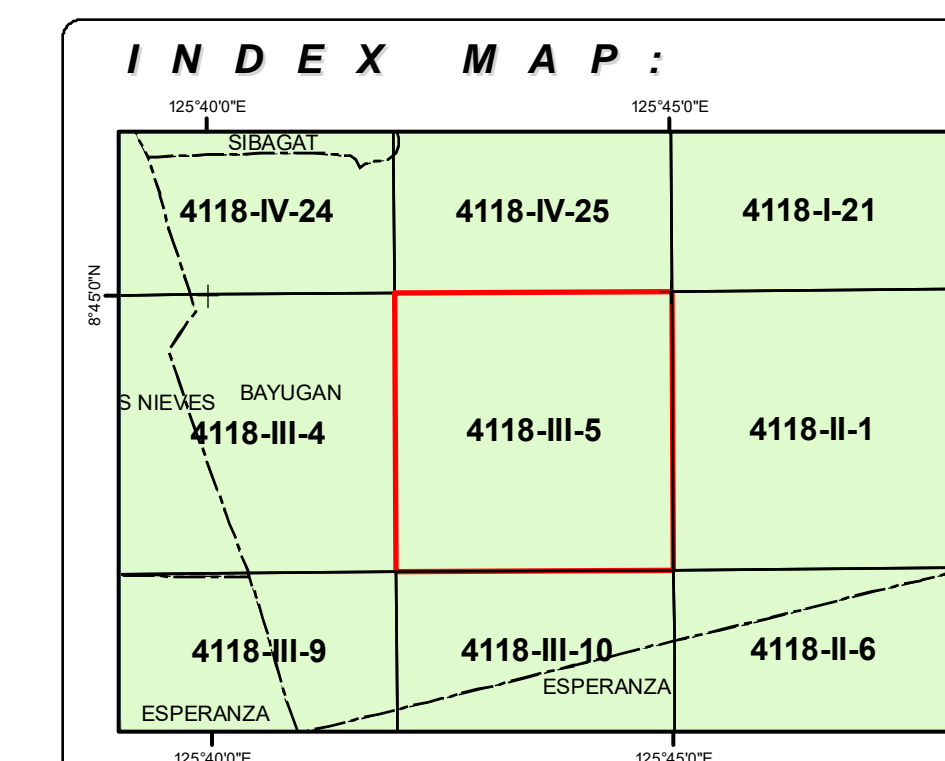 INDEX MAP:
125°40'0"E 125°45'0"E
SIBAGAT
4118-IV-24 4118-IV-25 4118-I-21
8°45'0"N
S NIEVES BAYUGAN
4118-III-4 4118-III-5 4118-II-1
4118-III-9 4118-III-10 4118-II-6
ESPERANZA
ESPERANZA
125°40'0"E 125°45'0"E